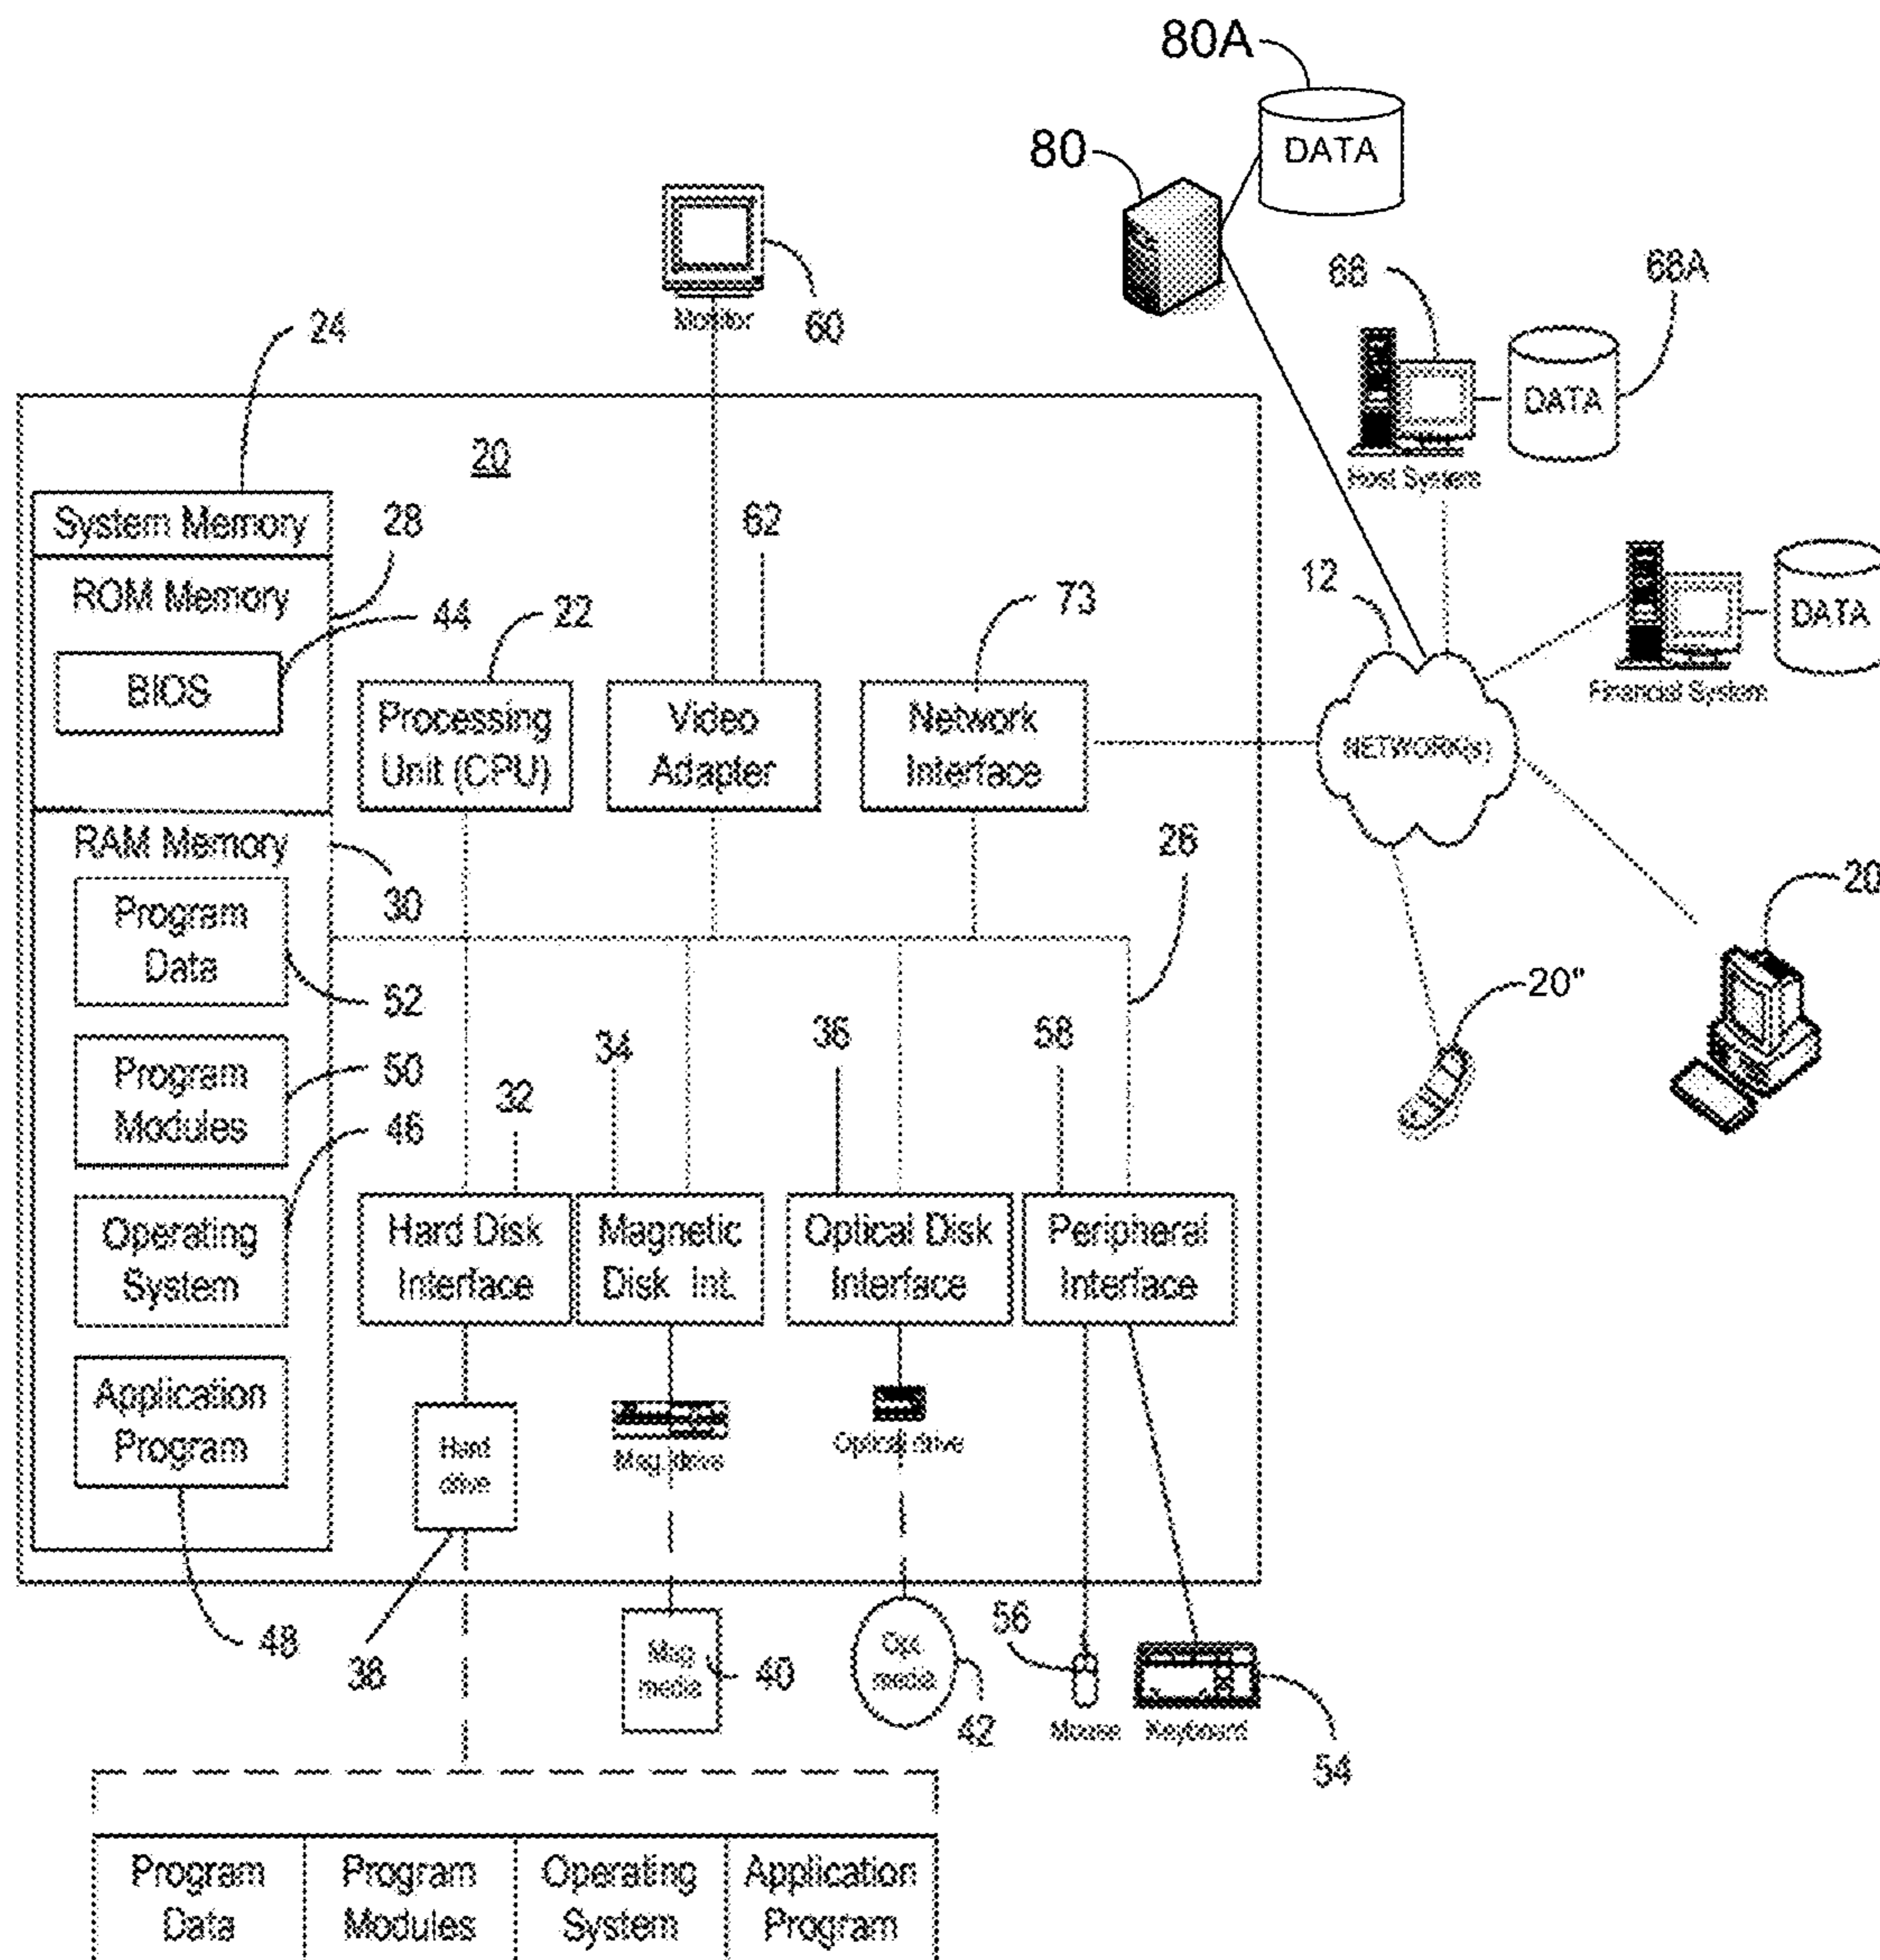 80A
DATA
80
68
68A
DATA
Host System
Monitor
60
24
20
System Memory
28
62
ROM Memory
44
22
73
12
BIOS
DATA
Financial System
Processing
Unit (CPU)
Video
Adapter
Network
Interface
NETWORK(s)
RAM Memory
30
26
20
Program
Data
52
20"
Program
Modules
50
46
32
34
36
58
Operating
System
Hard Disk
Interface
Magnetic
Disk Int.
Optical Disk
Interface
Peripheral
Interface
Application
Program
Hard
drive
Mag. drive
Optical drive
48
38
Mag
media
40
Opt.
media
42
56
Mouse
Keyboard
54
Program
Data
Program
Modules
Operating
System
Application
Program